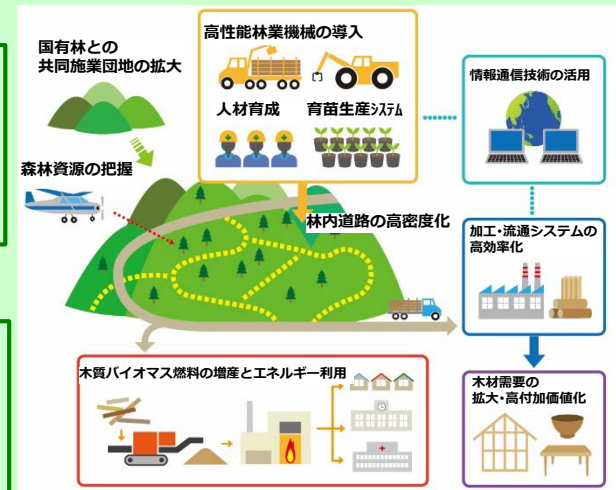 国有林との
共同施業団地の拡大
高性能林業機械の導入
人材育成
育苗生産システム
情報通信技術の活用
森林資源の把握
林内道路の高密度化
加工・流通システムの
高効率化
木質バイオマス燃料の増産とエネルギー利用
木材需要の
拡大・高付加価値化